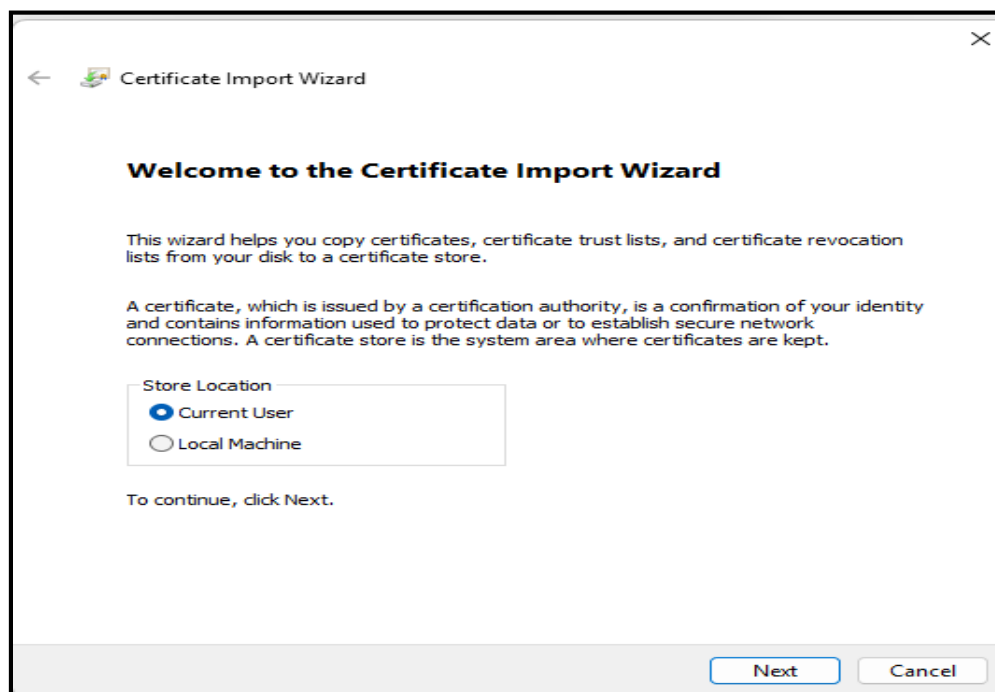 Certificate Import Wizard
Welcome to the Certificate Import Wizard
This wizard helps you copy certificates, certificate trust lists, and certificate revocation
lists from your disk to a certificate store.
A certificate, which is issued by a certification authority, is a confirmation of your identity
and contains information used to protect data or to establish secure network
connections. A certificate store is the system area where certificates are kept.
Store Location
Current User
Local Machine
To continue, click Next.
Next
Cancel